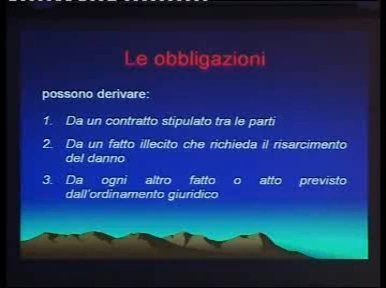 Le obbligazioni
possono derivare:
1. Da un contratto stipulato tra le parti
2. Da un fatto illecito che richieda il risarcimento
del danno
3. Da ogni altro fatto o atto previsto
dall'ordinamento giuridico